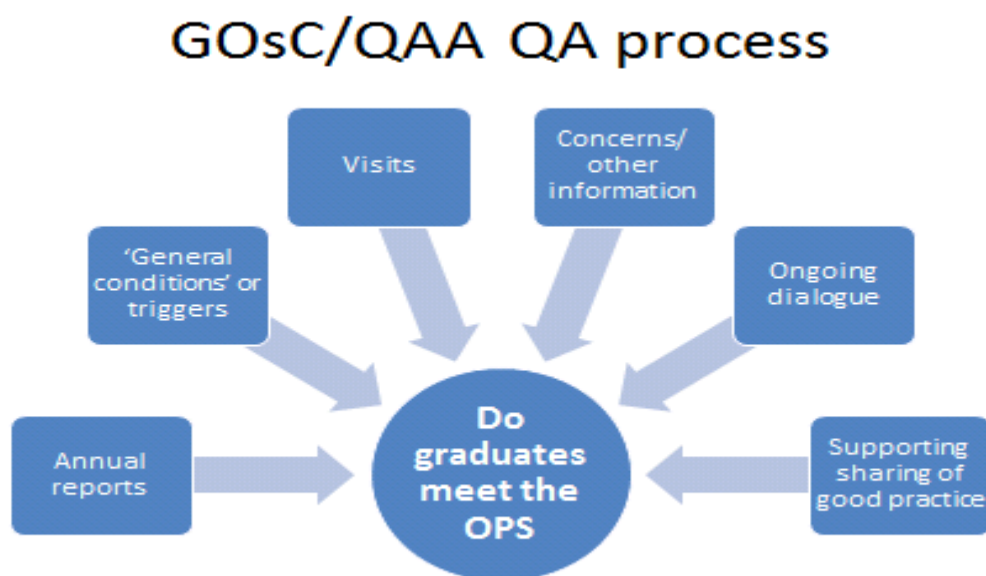 GOsC/QAA QA process
Visits
Concerns/
other
information
‘General
conditions’ or
triggers
Ongoing
dialogue
Annual
reports
Do
graduates
meet the
OPS
Supporting
sharing of
good practice